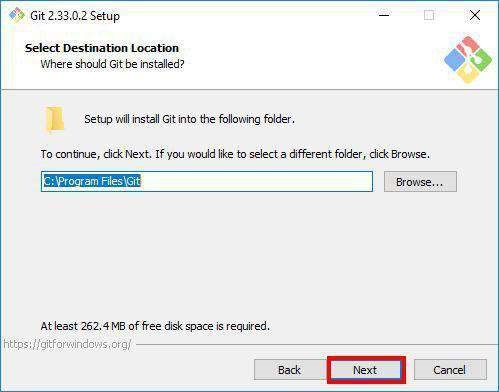 Git 2.33.0.2 Setup
Select Destination Location
Where should Git be installed?
Setup will install Git into the following folder.
To continue, click Next. If you would like to select a different folder, click Browse.
C:\Program Files\Git
Browse...
At least 262.4 MB of free disk space is required.
https://gitforwindows.org/
Back Next Cancel